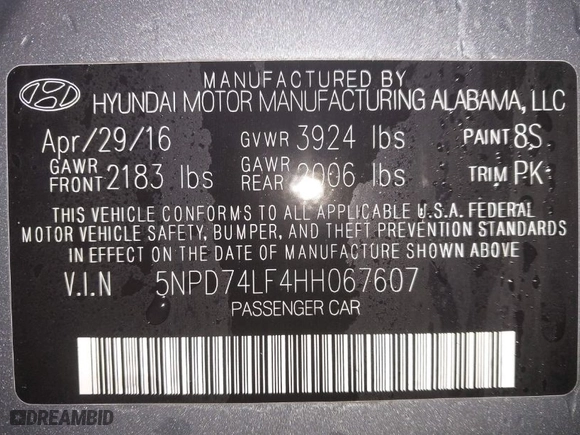 MANUFACTURED BY
HYUNDAI MOTOR MANUFACTURING ALABAMA, LLC
Apr/29/16 GVWR 3924 lbs PAINT 8S
GAWR FRONT 2183 lbs GAWR REAR 2006 lbs TRIM PK
THIS VEHICLE CONFORMS TO ALL APPLICABLE U.S.A. FEDERAL
MOTOR VEHICLE SAFETY, BUMPER, AND THEFT PREVENTION STANDARDS
IN EFFECT ON THE DATE OF MANUFACTURE SHOWN ABOVE
V.I.N 5NPD74LF4HH067607
PASSENGER CAR
DREAMBID